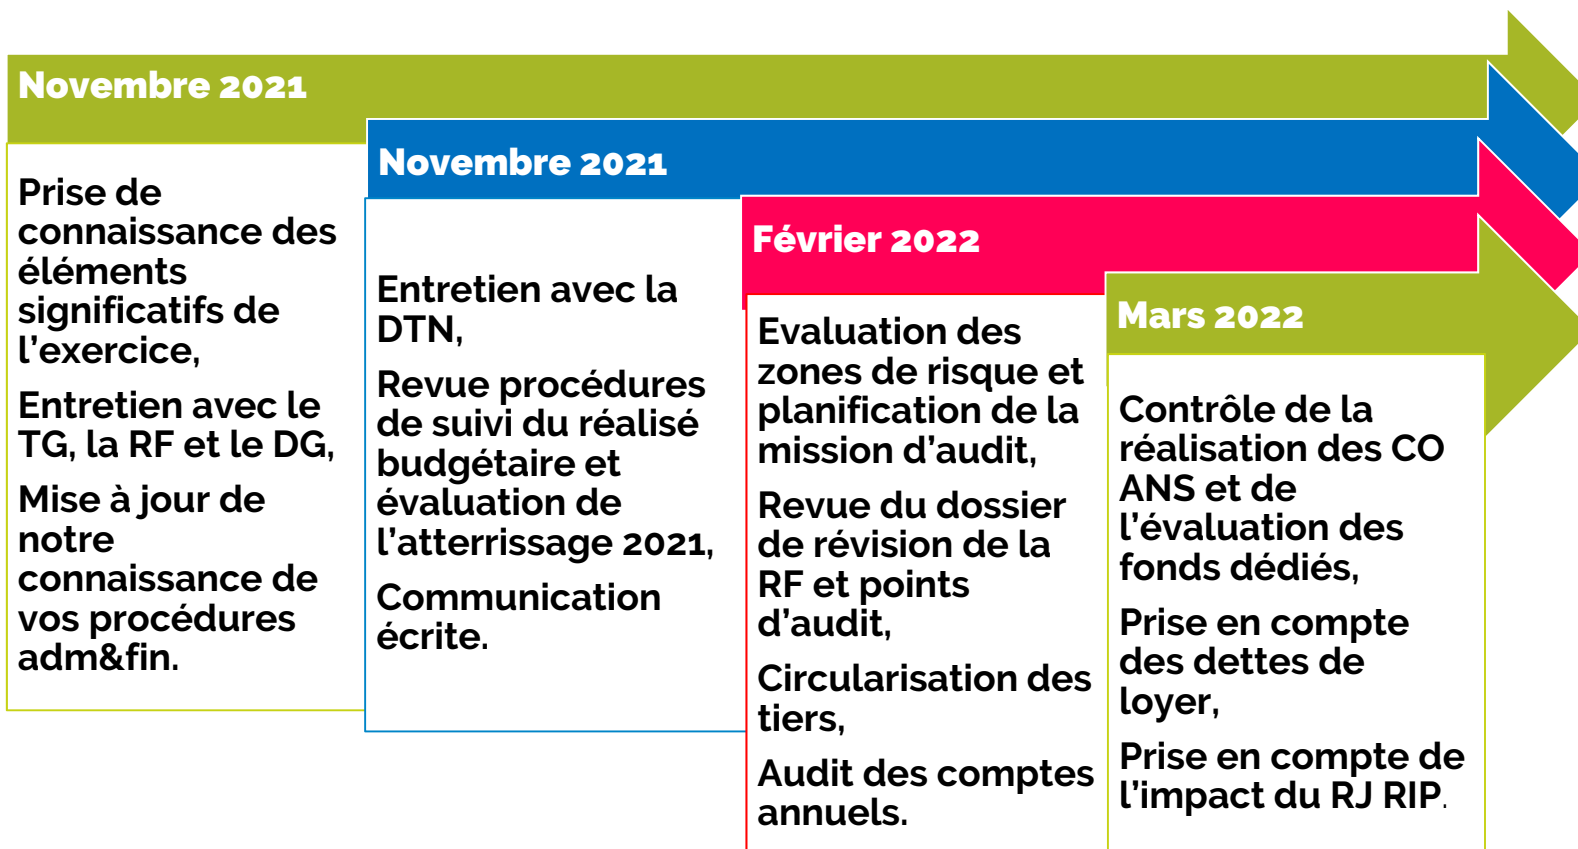 Novembre 2021
Prise de
connaissance des
éléments
significatifs de
l’exercice,
Entretien avec le
TG, la RF et le DG,
Mise à jour de
notre
connaissance de
vos procédures
adm&fin.
Novembre 2021
Entretien avec la
DTN,
Revue procédures
de suivi du réalisé
budgétaire et
évaluation de
l’atterrissage 2021,
Communication
écrite.
Février 2022
Evaluation des
zones de risque et
planification de la
mission d’audit,
Revue du dossier
de révision de la
RF et points
d’audit,
Circularisation des
tiers,
Audit des comptes
annuels.
Mars 2022
Contrôle de la
réalisation des CO
ANS et de
l’évaluation des
fonds dédiés,
Prise en compte
des dettes de
loyer,
Prise en compte de
l’impact du RJ RIP.